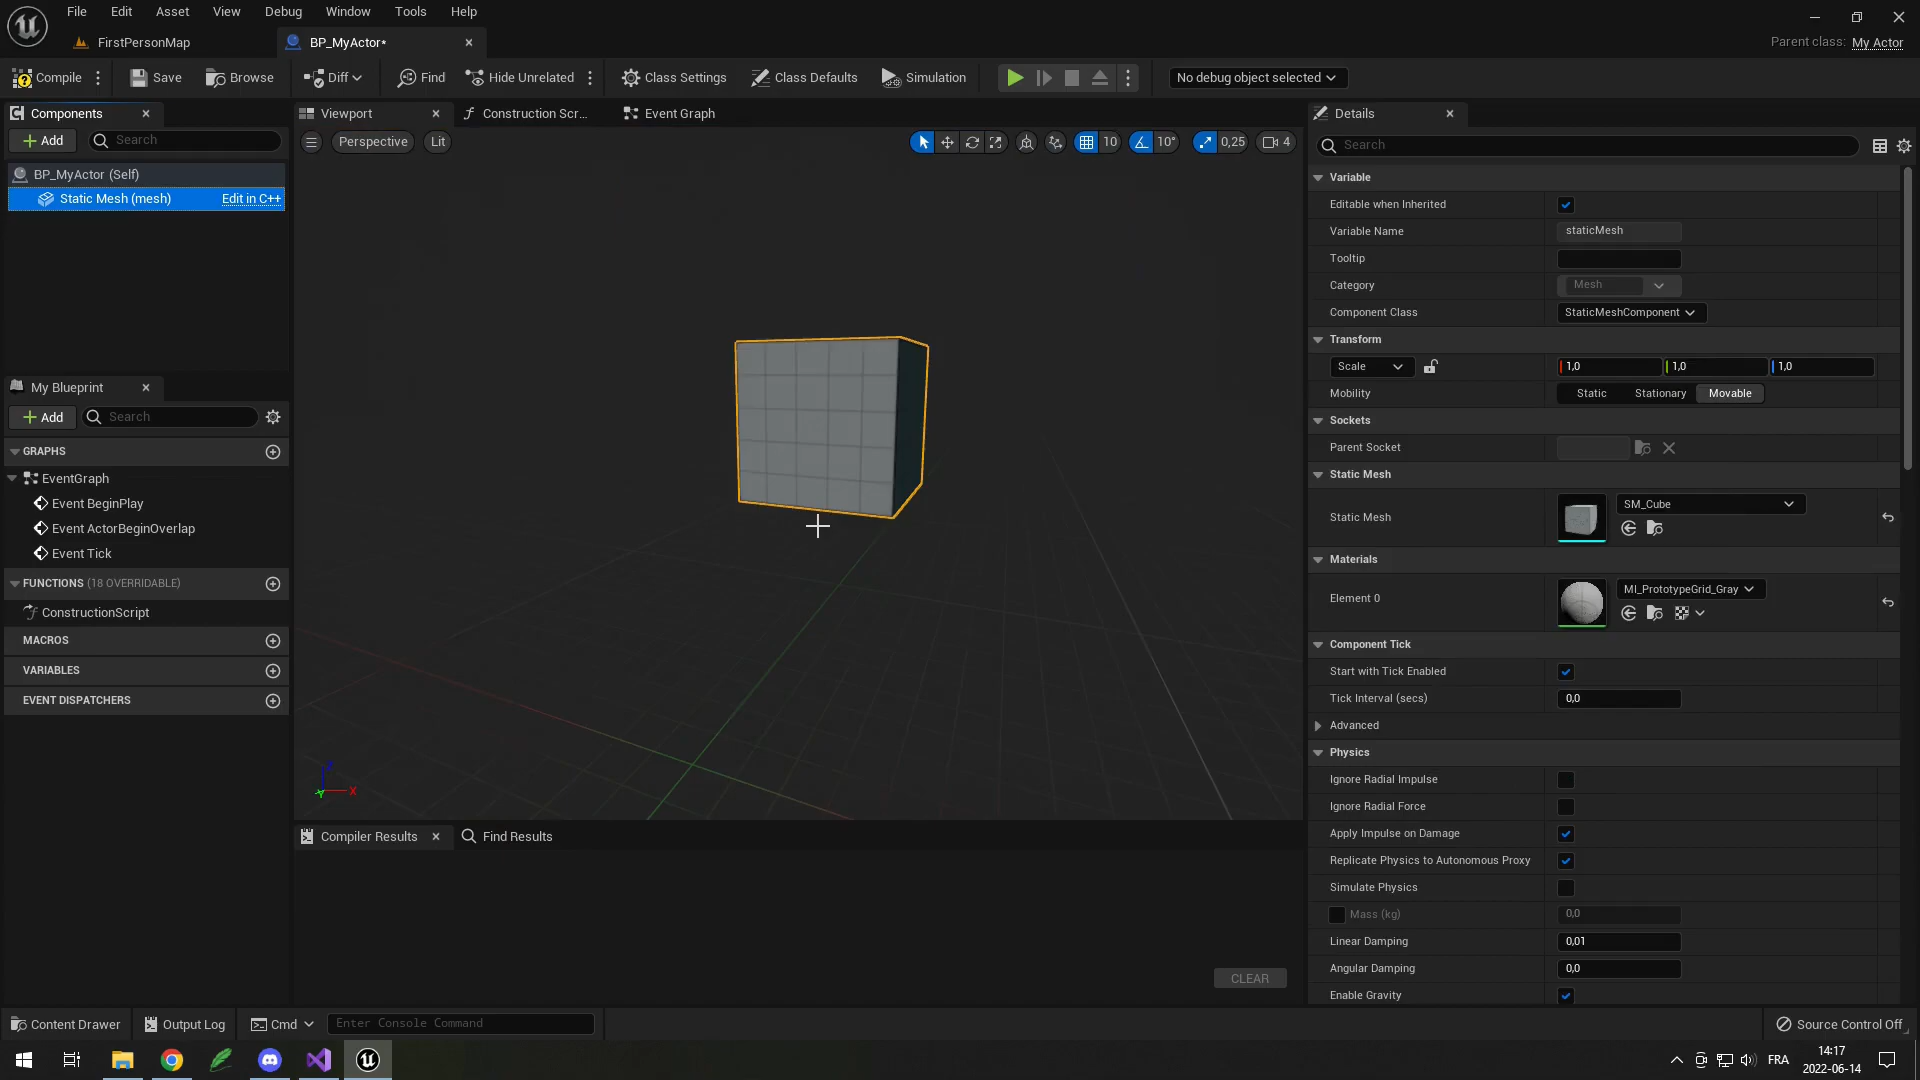 File Edit Asset View Debug Window Tools Help
FirstPersonMap
BP_MyActor*
Parent class: My Actor
Compile
Save
Browse
Diff
Find
Hide Unrelated
Class Settings
Class Defaults
Simulation
No debug object selected
Components
Add
Search
BP_MyActor (Self)
Static Mesh (mesh)
Edit in C++
My Blueprint
Add
Search
GRAPHS
EventGraph
Event BeginPlay
Event ActorBeginOverlap
Event Tick
FUNCTIONS (18 OVERRIDABLE)
ConstructionScript
MACROS
VARIABLES
EVENT DISPATCHERS
Viewport
Construction Scr...
Event Graph
Perspective
Lit
10
10°
0,25
4
Z
X
Y
Compiler Results
Find Results
CLEAR
Details
Search
Variable
Editable when Inherited
Variable Name staticMesh
Tooltip
Category Mesh
Component Class StaticMeshComponent
Transform
Scale 1,0 1,0 1,0
Mobility Static Stationary Movable
Sockets
Parent Socket
Static Mesh
Static Mesh SM_Cube
Materials
Element 0 MI_PrototypeGrid_Gray
Component Tick
Start with Tick Enabled
Tick Interval (secs) 0,0
Advanced
Physics
Ignore Radial Impulse
Ignore Radial Force
Apply Impulse on Damage
Replicate Physics to Autonomous Proxy
Simulate Physics
Mass (kg) 0,0
Linear Damping 0,01
Angular Damping 0,0
Enable Gravity
Content Drawer
Output Log
Cmd
Enter Console Command
Source Control Off
FRA
14:17
2022-06-14